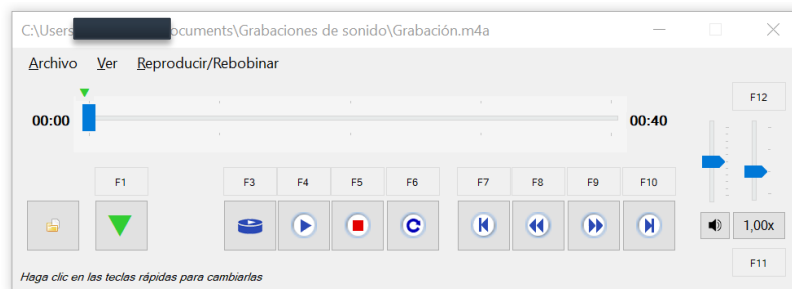 C:\Users ocuments\Grabaciones de sonido\Grabación.m4a
Archivo Ver Reproducir/Rebobinar
F12
00:00 00:40
F1 F3 F4 F5 F6 F7 F8 F9 F10
1,00x
F11
Haga clic en las teclas rápidas para cambiarlas